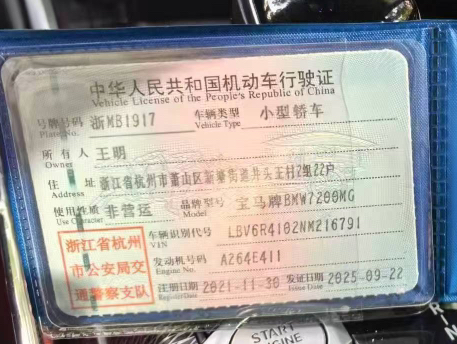 中华人民共和国机动车行驶证
Vehicle License of the People's Republic of China
号牌号码 浙MB1917 车辆类型 小型轿车
Plate No. Vehicle Type
所有人 王明
Owner
住址 浙江省杭州市萧山区新塘街道井头王村2组22户
Address
使用性质 非营运 品牌型号 宝马牌BMW7200MG
Use Character Model
浙江省杭州
市公安局交
通警察支队
车辆识别代号 LBV6R4102NM216791
VIN
发动机号码 A264E411
Engine No.
注册日期 2021-11-30 发证日期 2025-09-22
Register Date Issue Date
START
ENGINE